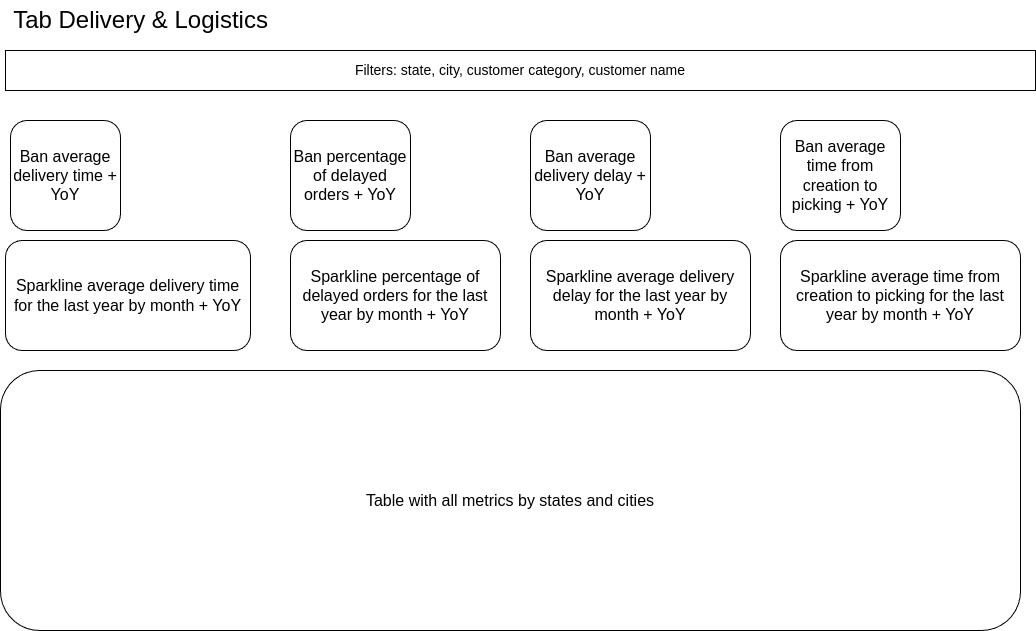 Tab Delivery & Logistics
Filters: state, city, customer category, customer name
Ban average
delivery time +
YoY
Ban percentage
of delayed
orders + YoY
Ban average
delivery delay +
YoY
Ban average
time from
creation to
picking + YoY
Sparkline average delivery time
for the last year by month + YoY
Sparkline percentage of
delayed orders for the last
year by month + YoY
Sparkline average delivery
delay for the last year by
month + YoY
Sparkline average time from
creation to picking for the last
year by month + YoY
Table with all metrics by states and cities